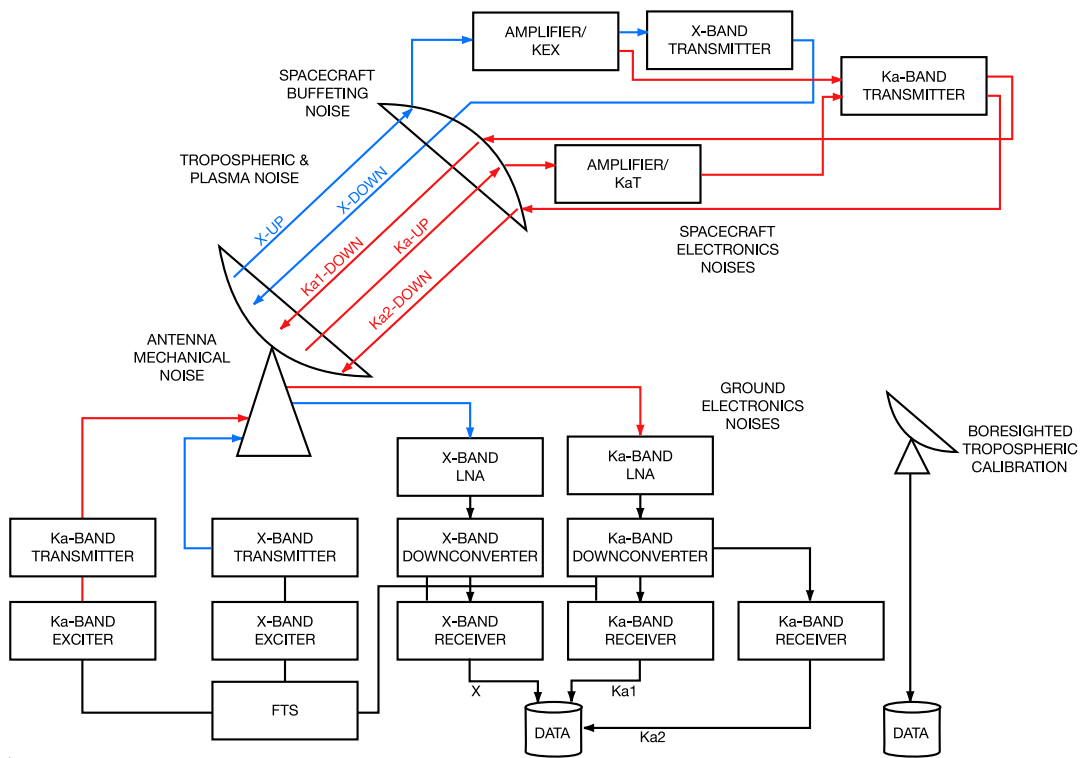 AMPLIFIER/
KEX
X-BAND
TRANSMITTER
Ka-BAND
TRANSMITTER
SPACECRAFT
BUFFETING
NOISE
TROPOSPHERIC &
PLASMA NOISE
AMPLIFIER/
KaT
X-UP
X-DOWN
Ka1-DOWN
Ka-UP
Ka2-DOWN
SPACECRAFT
ELECTRONICS
NOISES
ANTENNA
MECHANICAL
NOISE
GROUND
ELECTRONICS
NOISES
BORESIGHTED
TROPOSPHERIC
CALIBRATION
X-BAND
LNA
Ka-BAND
LNA
Ka-BAND
TRANSMITTER
X-BAND
TRANSMITTER
X-BAND
DOWNCONVERTER
Ka-BAND
DOWNCONVERTER
Ka-BAND
EXCITER
X-BAND
EXCITER
X-BAND
RECEIVER
Ka-BAND
RECEIVER
Ka-BAND
RECEIVER
FTS
X
Ka1
DATA
Ka2
DATA